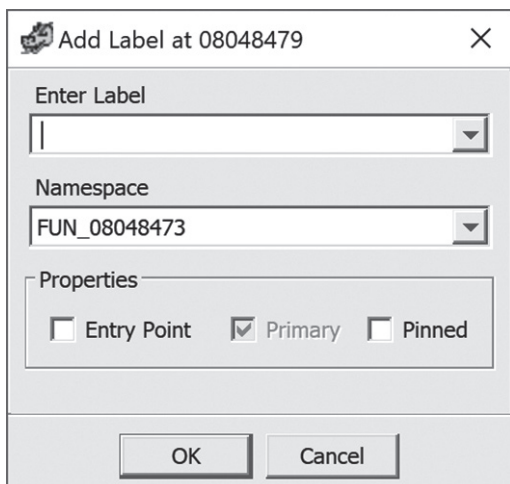 Add Label at 08048479
Enter Label
Namespace
FUN_08048473
Properties
Entry Point Primary Pinned
OK Cancel